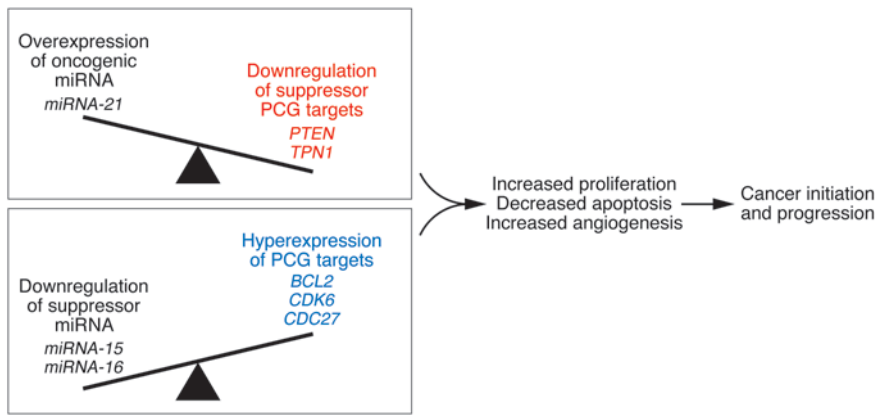 Overexpression
of oncogenic
miRNA
miRNA-21
Downregulation
of suppressor
PCG targets
PTEN
TPN1
Downregulation
of suppressor
miRNA
miRNA-15
miRNA-16
Hyperexpression
of PCG targets
BCL2
CDK6
CDC27
Increased proliferation
Decreased apoptosis
Increased angiogenesis
Cancer initiation
and progression